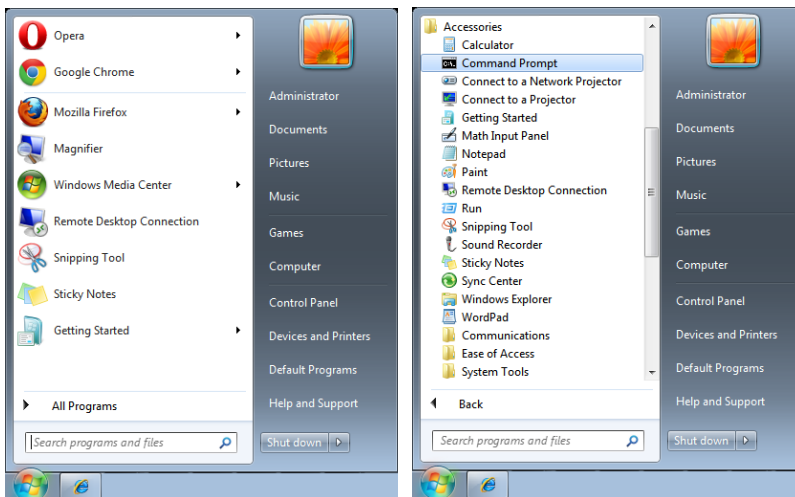 Opera
Google Chrome
Mozilla Firefox
Magnifier
Windows Media Center
Remote Desktop Connection
Snipping Tool
Sticky Notes
Getting Started
All Programs
Search programs and files
Administrator
Documents
Pictures
Music
Games
Computer
Control Panel
Devices and Printers
Default Programs
Help and Support
Shut down
Accessories
Calculator
Command Prompt
Connect to a Network Projector
Connect to a Projector
Getting Started
Math Input Panel
Notepad
Paint
Remote Desktop Connection
Run
Snipping Tool
Sound Recorder
Sticky Notes
Sync Center
Windows Explorer
WordPad
Communications
Ease of Access
System Tools
Back
Search programs and files
Administrator
Documents
Pictures
Music
Games
Computer
Control Panel
Devices and Printers
Default Programs
Help and Support
Shut down